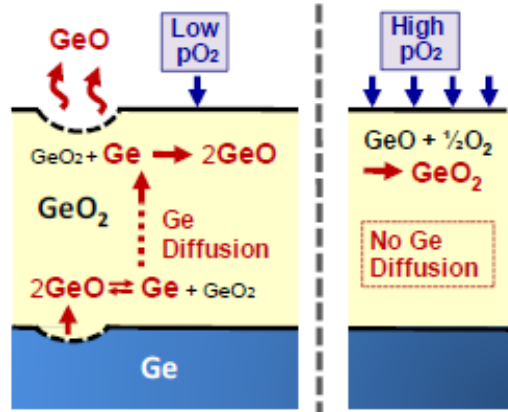 GeO
Low
pO₂
GeO₂ + Ge → 2GeO
GeO₂
Ge
Diffusion
2GeO ⇌ Ge + GeO₂
Ge
High
pO₂
GeO + ½O₂
→ GeO₂
No Ge
Diffusion